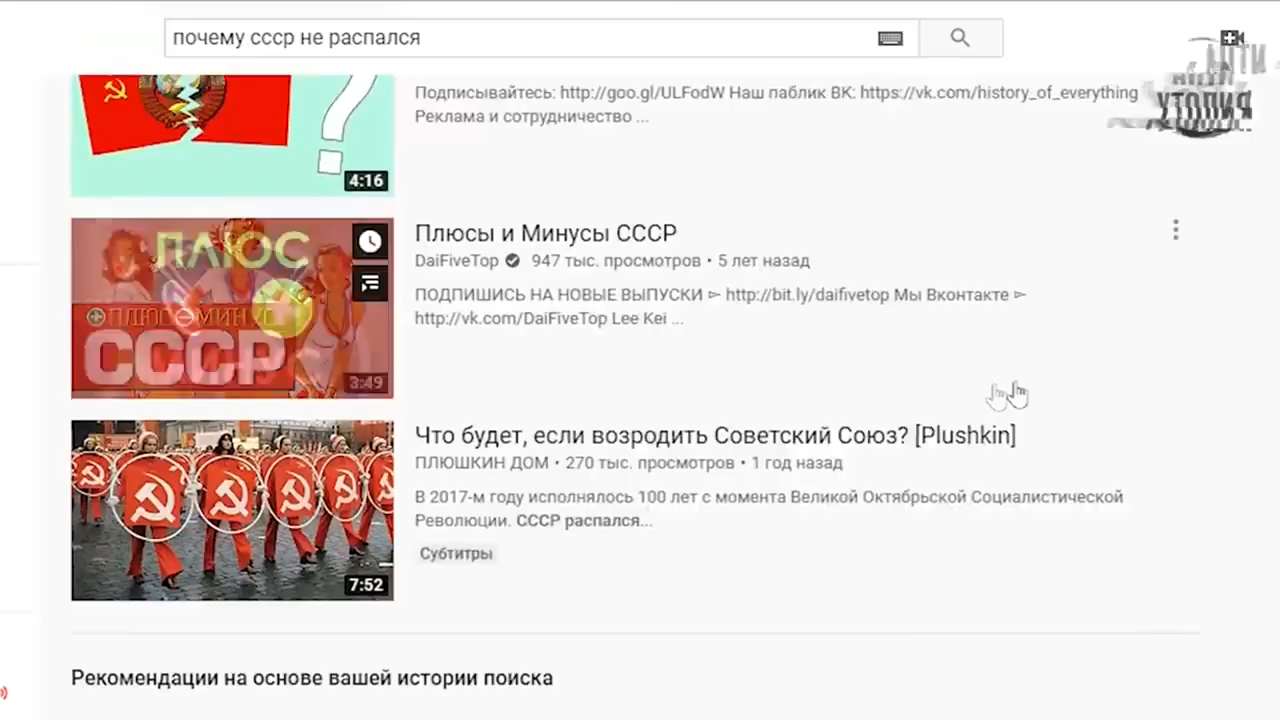 почему ссср не распался
АНТИ
УТОПИЯ
Подписывайтесь: http://goo.gl/ULFodW Наш паблик ВК: https://vk.com/history_of_everything
Реклама и сотрудничество ...
4:16
ПЛЮС
ПЛЮС МИНУС
СССР
3:49
Плюсы и Минусы СССР
DaiFiveTop 947 тыс. просмотров • 5 лет назад
ПОДПИШИСЬ НА НОВЫЕ ВЫПУСКИ ▻ http://bit.ly/daifivetop Мы Вконтакте ▻
http://vk.com/DaiFiveTop Lee Kei ...
7:52
Что будет, если возродить Советский Союз? [Plushkin]
ПЛЮШКИН ДОМ • 270 тыс. просмотров • 1 год назад
В 2017-м году исполнялось 100 лет с момента Великой Октябрьской Социалистической
Революции. СССР распался...
Субтитры
Рекомендации на основе вашей истории поиска